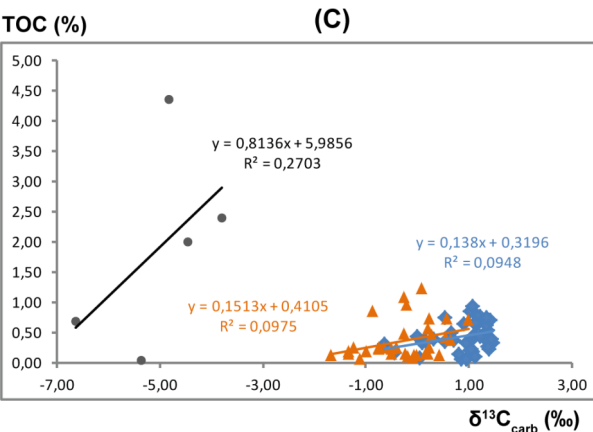 TOC (%)
(C)
5,00
4,50
4,00
3,50
3,00
2,50
2,00
1,50
1,00
0,50
0,00
y = 0,8136x + 5,9856
R² = 0,2703
y = 0,138x + 0,3196
R² = 0,0948
y = 0,1513x + 0,4105
R² = 0,0975
-7,00 -5,00 -3,00 -1,00 1,00 3,00
δ¹³Ccarb (‰)